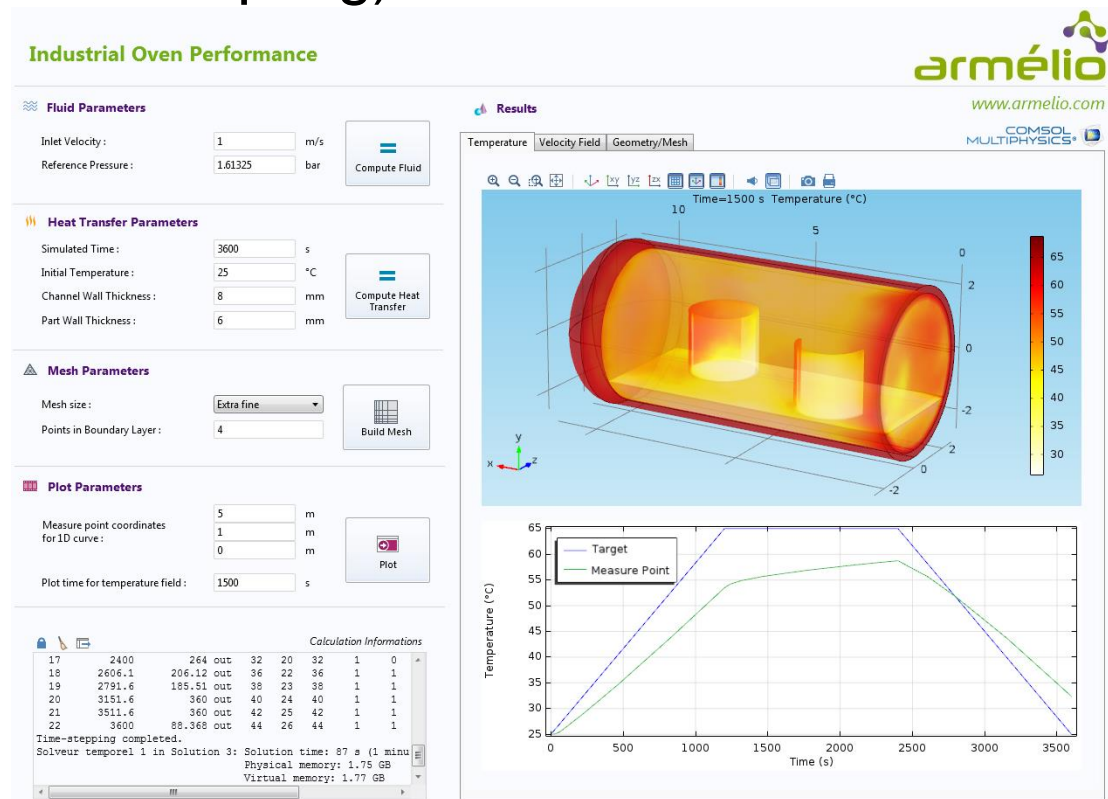 Industrial Oven Performance
armélio
www.armelio.com
COMSOL
MULTIPHYSICS®
Fluid Parameters
Inlet Velocity : 1 m/s
Reference Pressure : 1.61325 bar
Compute Fluid
Heat Transfer Parameters
Simulated Time : 3600 s
Initial Temperature : 25 °C
Channel Wall Thickness : 8 mm
Part Wall Thickness : 6 mm
Compute Heat
Transfer
Mesh Parameters
Mesh size : Extra fine
Points in Boundary Layer : 4
Build Mesh
Plot Parameters
Measure point coordinates
for 1D curve :
5 m
1 m
0 m
Plot time for temperature field : 1500 s
Plot
Calculation Informations
17 2400 264 out 32 20 32 1 0
18 2606.1 206.12 out 36 22 36 1 1
19 2791.6 185.51 out 38 23 38 1 1
20 3151.6 360 out 40 24 40 1 1
21 3511.6 360 out 42 25 42 1 1
22 3600 88.368 out 44 26 44 1 1
Time-stepping completed.
Solveur temporel 1 in Solution 3: Solution time: 87 s (1 minu
Physical memory: 1.75 GB
Virtual memory: 1.77 GB
Results
Temperature Velocity Field Geometry/Mesh
xy yz zx
Time=1500 s Temperature (°C)
10
5
0
2
0
-2
2
0
-2
y
x z
65
60
55
50
45
40
35
30
65
60
55
50
45
40
35
30
25
Temperature (°C)
Target
Measure Point
0 500 1000 1500 2000 2500 3000 3500
Time (s)